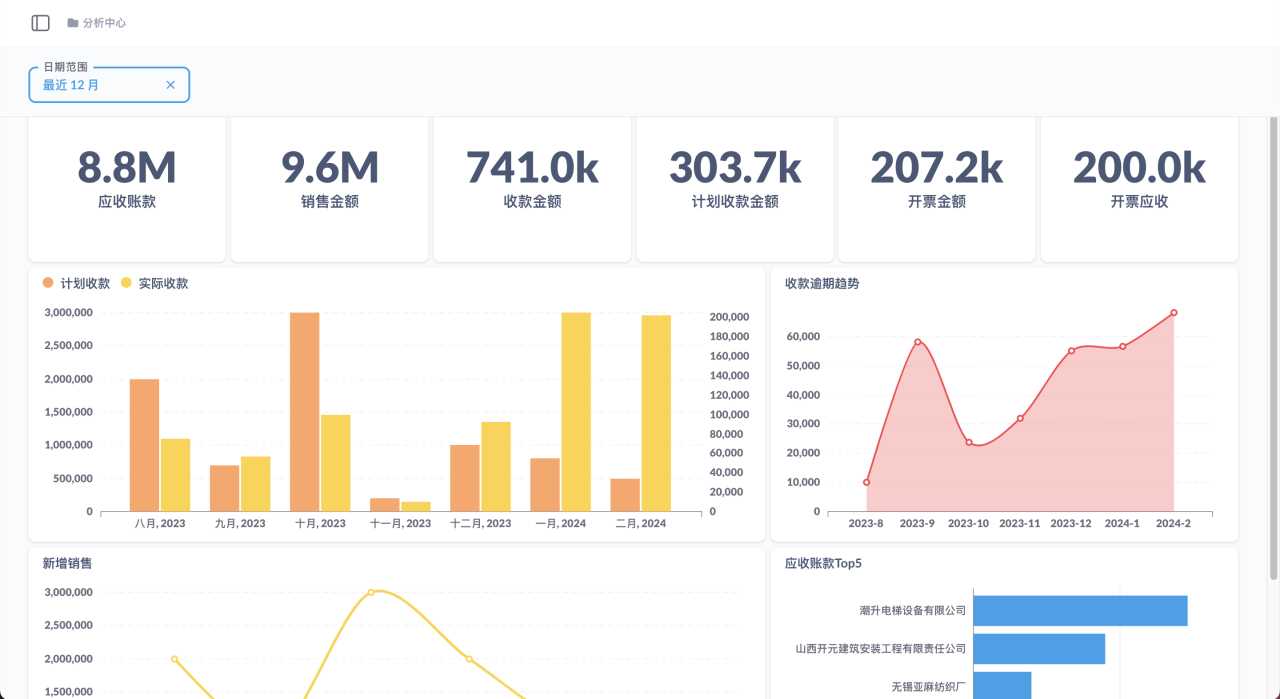 分析中心
日期范围
最近 12 月
8.8M
应收账款
9.6M
销售金额
741.0k
收款金额
303.7k
计划收款金额
207.2k
开票金额
200.0k
开票应收
计划收款 实际收款
3,000,000
2,500,000
2,000,000
1,500,000
1,000,000
500,000
0
200,000
180,000
160,000
140,000
120,000
100,000
80,000
60,000
40,000
20,000
0
八月, 2023 九月, 2023 十月, 2023 十一月, 2023 十二月, 2023 一月, 2024 二月, 2024
收款逾期趋势
60,000
50,000
40,000
30,000
20,000
10,000
0
2023-8 2023-9 2023-10 2023-11 2023-12 2024-1 2024-2
新增销售
3,000,000
2,500,000
2,000,000
1,500,000
应收账款Top5
潮升电梯设备有限公司
山西开元建筑安装工程有限责任公司
无锡亚麻纺织厂